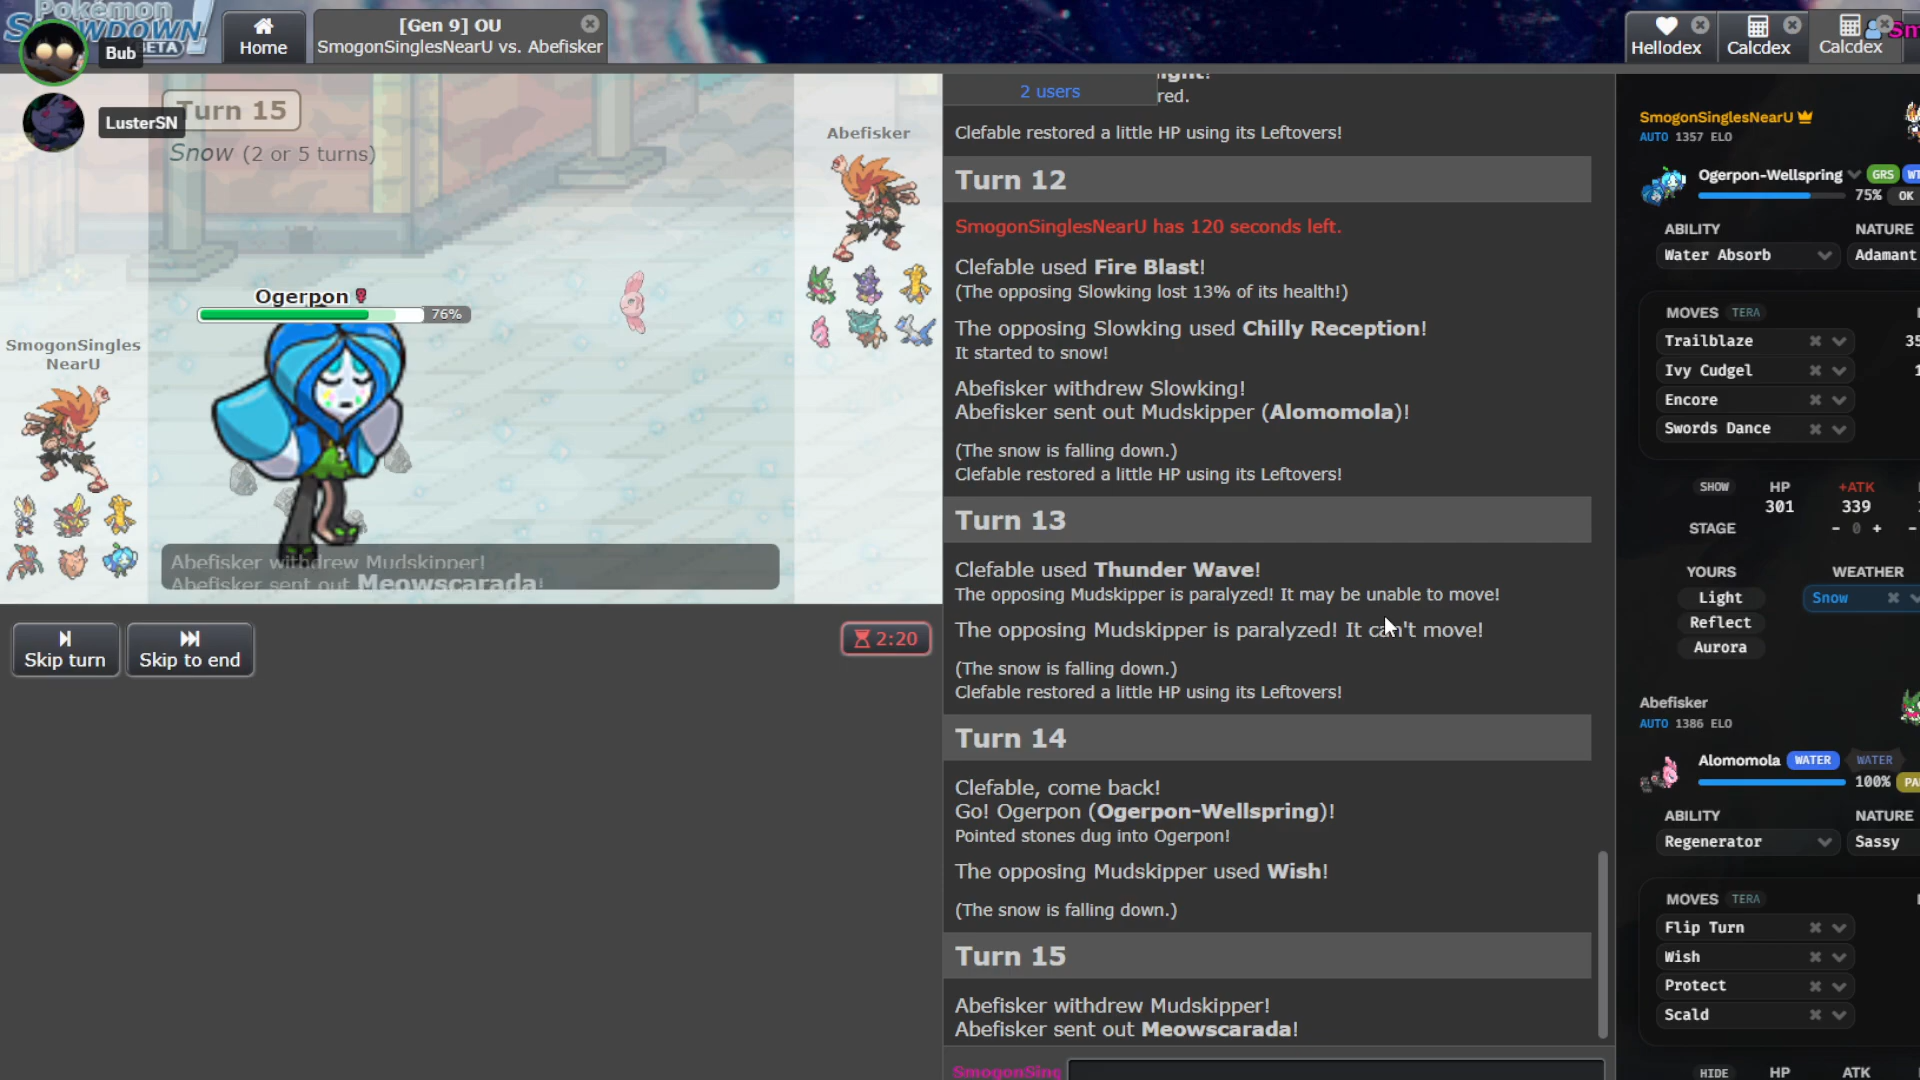 Pokémon
SHOWDOWN
BETA
Bub
LusterSN
Home
[Gen 9] OU
SmogonSinglesNearU vs. Abefisker
Hellodex
Calcdex
Calcdex
Turn 15
Snow (2 or 5 turns)
Abefisker
Ogerpon
76%
SmogonSingles
NearU
Abefisker withdrew Mudskipper!
Abefisker sent out Meowscarada!
Skip turn
Skip to end
2:20
2 users
red.
Clefable restored a little HP using its Leftovers!
Turn 12
SmogonSinglesNearU has 120 seconds left.
Clefable used Fire Blast!
(The opposing Slowking lost 13% of its health!)
The opposing Slowking used Chilly Reception!
It started to snow!
Abefisker withdrew Slowking!
Abefisker sent out Mudskipper (Alomomola)!
(The snow is falling down.)
Clefable restored a little HP using its Leftovers!
Turn 13
Clefable used Thunder Wave!
The opposing Mudskipper is paralyzed! It may be unable to move!
The opposing Mudskipper is paralyzed! It can't move!
(The snow is falling down.)
Clefable restored a little HP using its Leftovers!
Turn 14
Clefable, come back!
Go! Ogerpon (Ogerpon-Wellspring)!
Pointed stones dug into Ogerpon!
The opposing Mudskipper used Wish!
(The snow is falling down.)
Turn 15
Abefisker withdrew Mudskipper!
Abefisker sent out Meowscarada!
SmogonSing
SmogonSinglesNearU
AUTO 1357 ELO
Ogerpon-Wellspring GRS
75% OK
ABILITY NATURE
Water Absorb Adamant
MOVES TERA
Trailblaze 35
Ivy Cudgel 1
Encore
Swords Dance
SHOW HP +ATK
301 339
STAGE - 0 + -
YOURS WEATHER
Light Snow
Reflect
Aurora
Abefisker
AUTO 1386 ELO
Alomomola WATER WATER
100% PA
ABILITY NATURE
Regenerator Sassy
MOVES TERA
Flip Turn
Wish
Protect
Scald
HIDE HP ATK